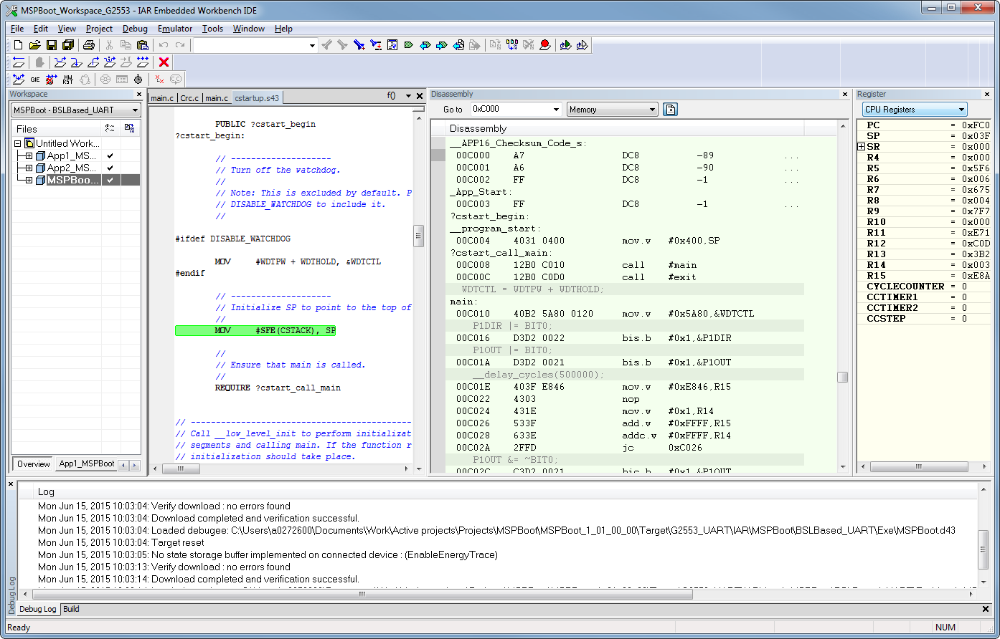 MSPBoot_Workspace_G2553 - IAR Embedded Workbench IDE
File Edit View Project Debug Emulator Tools Window Help
GIE HW RST
Workspace
MSPBoot - BSLBased_UART
Files
Untitled Work...
App1_MS...
App2_MS...
MSPBoo...
Overview App1_MSPBoot
main.c Crc.c main.c cstartup.s43 f()
PUBLIC ?cstart_begin
?cstart_begin:
// --------------------
// Turn off the watchdog.
//
// Note: This is excluded by default. P
// DISABLE_WATCHDOG to include it.
//
#ifdef DISABLE_WATCHDOG
MOV #WDTPW + WDTHOLD, &WDTCTL
#endif
// --------------------
// Initialize SP to point to the top of
//
MOV #SFE(CSTACK), SP
//
// Ensure that main is called.
//
REQUIRE ?cstart_call_main
// --------------------------------------------
// Call __low_level_init to perform initializat
// segments and calling main. If the function r
// initialization should take place.
Disassembly
Go to 0xC000 Memory
Disassembly
__APP16_Checksum_Code_s:
00C000 A7 DC8 -89 ...
00C001 A6 DC8 -90 ...
00C002 FF DC8 -1 ...
_App_Start:
00C003 FF DC8 -1 ...
?cstart_begin:
__program_start:
00C004 4031 0400 mov.w #0x400,SP
?cstart_call_main:
00C008 12B0 C010 call #main
00C00C 12B0 C0D0 call #exit
WDTCTL = WDTPW + WDTHOLD;
main:
00C010 40B2 5A80 0120 mov.w #0x5A80,&WDTCTL
P1DIR |= BIT0;
00C016 D3D2 0022 bis.b #0x1,&P1DIR
P1OUT |= BIT0;
00C01A D3D2 0021 bis.b #0x1,&P1OUT
__delay_cycles(500000);
00C01E 403F E846 mov.w #0xE846,R15
00C022 4303 nop
00C024 431E mov.w #0x1,R14
00C026 533F add.w #0xFFFF,R15
00C028 633E addc.w #0xFFFF,R14
00C02A 2FFD jc 0xC026
P1OUT &= ~BIT0;
00C02C C3D2 0021 bic.b #0x1,&P1OUT
Register
CPU Registers
PC = 0xFC0
SP = 0x03F
SR = 0x000
R4 = 0x000
R5 = 0x5F6
R6 = 0x006
R7 = 0x675
R8 = 0x004
R9 = 0x7F7
R10 = 0x000
R11 = 0xE71
R12 = 0xC0D
R13 = 0x3B2
R14 = 0x003
R15 = 0xE8A
CYCLECOUNTER = 0
CCTIMER1 = 0
CCTIMER2 = 0
CCSTEP = 0
Log
Mon Jun 15, 2015 10:03:04: Verify download : no errors found
Mon Jun 15, 2015 10:03:04: Download completed and verification successful.
Mon Jun 15, 2015 10:03:04: Loaded debugee: C:\Users\a0272600\Documents\Work\Active projects\Projects\MSPBoot\MSPBoot_1_01_00_00\Target\G2553_UART\IAR\MSPBoot\BSLBased_UART\Exe\MSPBoot.d43
Mon Jun 15, 2015 10:03:04: Target reset
Mon Jun 15, 2015 10:03:05: No state storage buffer implemented on connected device : (EnableEnergyTrace)
Mon Jun 15, 2015 10:03:13: Verify download : no errors found
Mon Jun 15, 2015 10:03:14: Download completed and verification successful.
Debug Log
Debug Log Build
Ready NUM